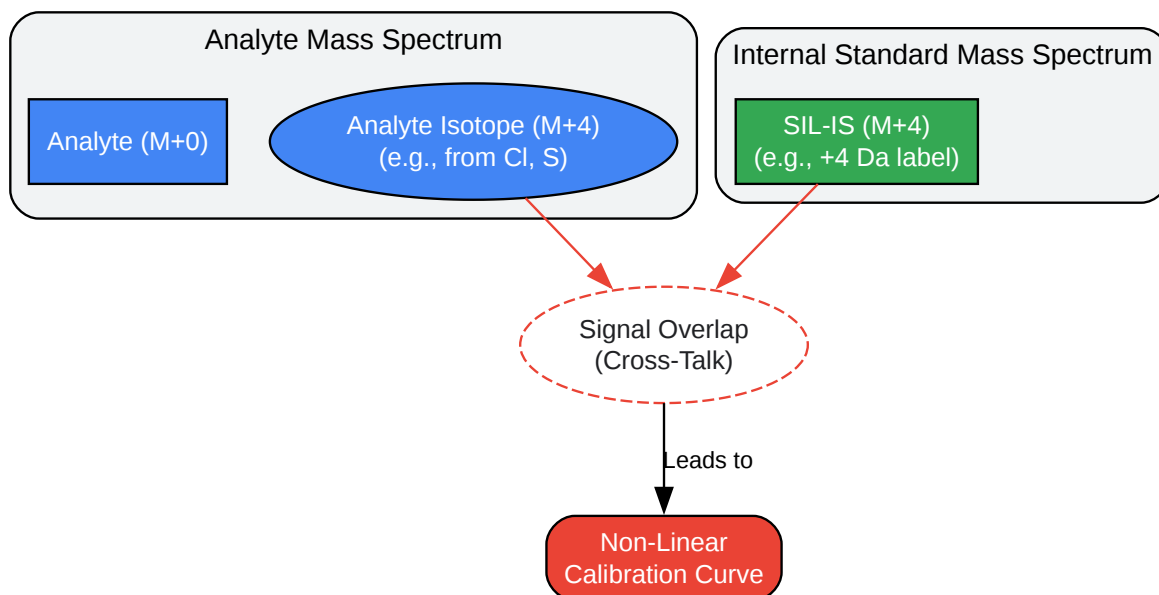 Analyte Mass Spectrum
Internal Standard Mass Spectrum
Analyte (M+0)
Analyte Isotope (M+4)
(e.g., from Cl, S)
SIL-IS (M+4)
(e.g., +4 Da label)
Signal Overlap
(Cross-Talk)
Leads to
Non-Linear
Calibration Curve